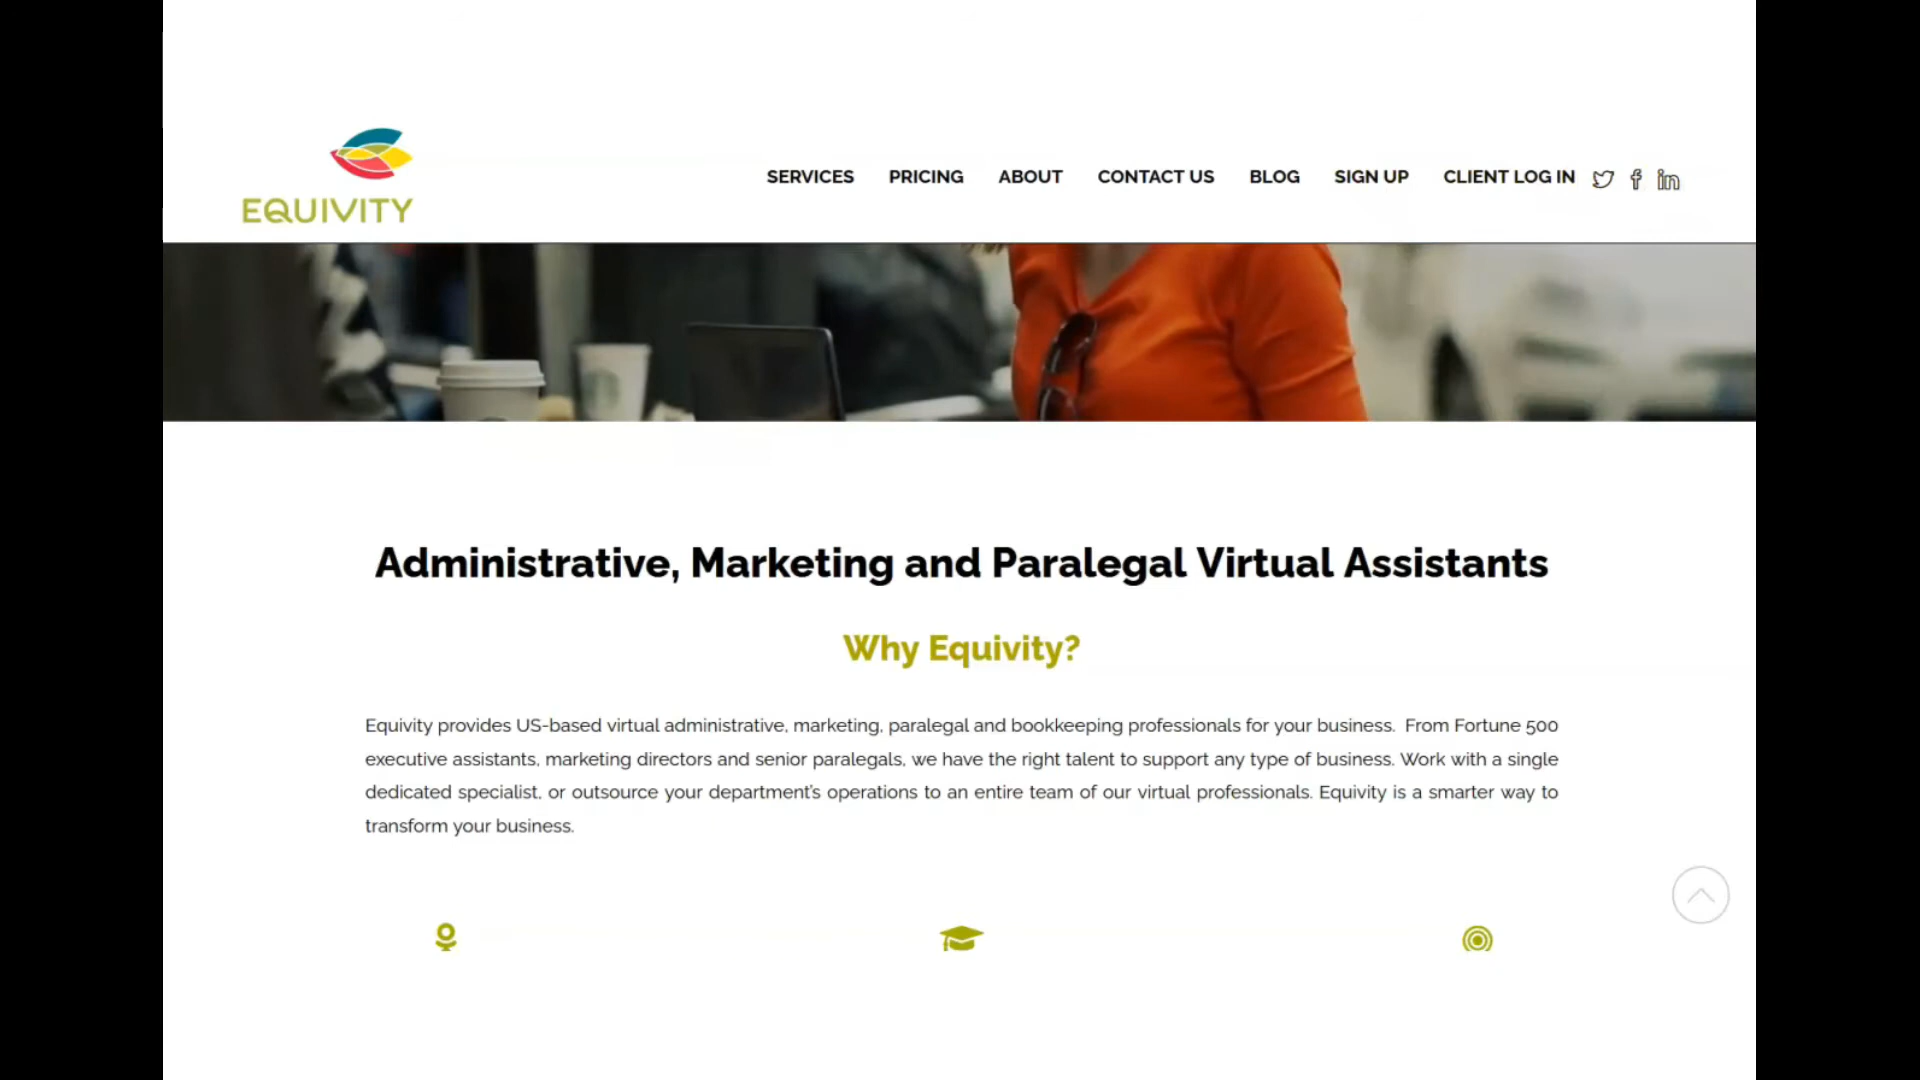 EQUIVITY
SERVICES PRICING ABOUT CONTACT US BLOG SIGN UP CLIENT LOG IN
Administrative, Marketing and Paralegal Virtual Assistants
Why Equivity?
Equivity provides US-based virtual administrative, marketing, paralegal and bookkeeping professionals for your business. From Fortune 500
executive assistants, marketing directors and senior paralegals, we have the right talent to support any type of business. Work with a single
dedicated specialist, or outsource your department's operations to an entire team of our virtual professionals. Equivity is a smarter way to
transform your business.